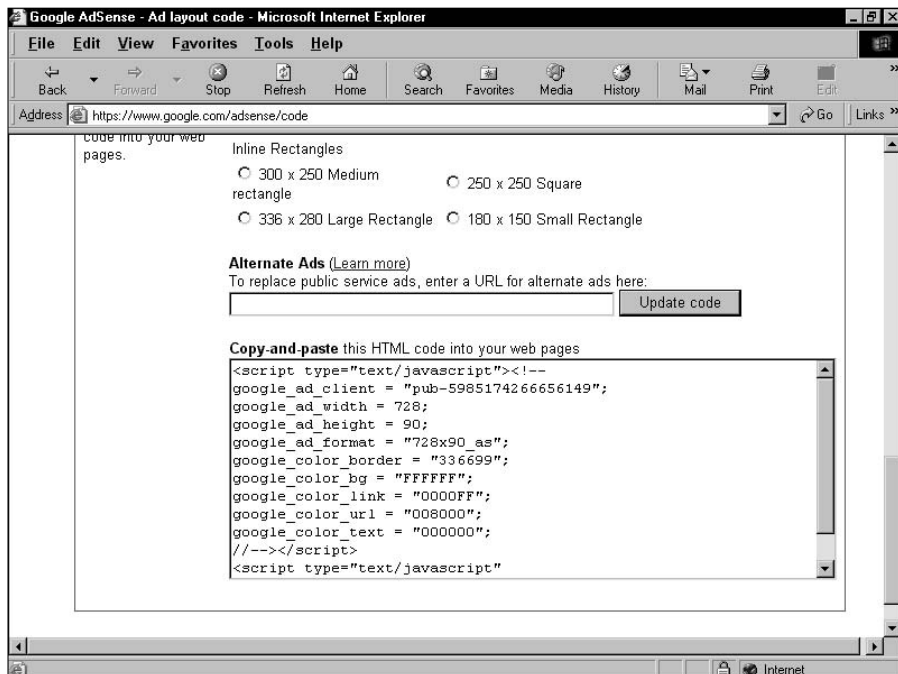 Google AdSense - Ad layout code - Microsoft Internet Explorer
File Edit View Favorites Tools Help
Back Forward Stop Refresh Home Search Favorites Media History Mail Print Edit »
Address https://www.google.com/adsense/code Go Links »
code into your web
pages.
Inline Rectangles
300 x 250 Medium
rectangle
250 x 250 Square
336 x 280 Large Rectangle 180 x 150 Small Rectangle
Alternate Ads (Learn more)
To replace public service ads, enter a URL for alternate ads here:
Update code
Copy-and-paste this HTML code into your web pages
<script type="text/javascript"><!--
google_ad_client = "pub-5985174266656149";
google_ad_width = 728;
google_ad_height = 90;
google_ad_format = "728x90_as";
google_color_border = "336699";
google_color_bg = "FFFFFF";
google_color_link = "0000FF";
google_color_url = "008000";
google_color_text = "000000";
//--></script>
<script type="text/javascript"
Internet